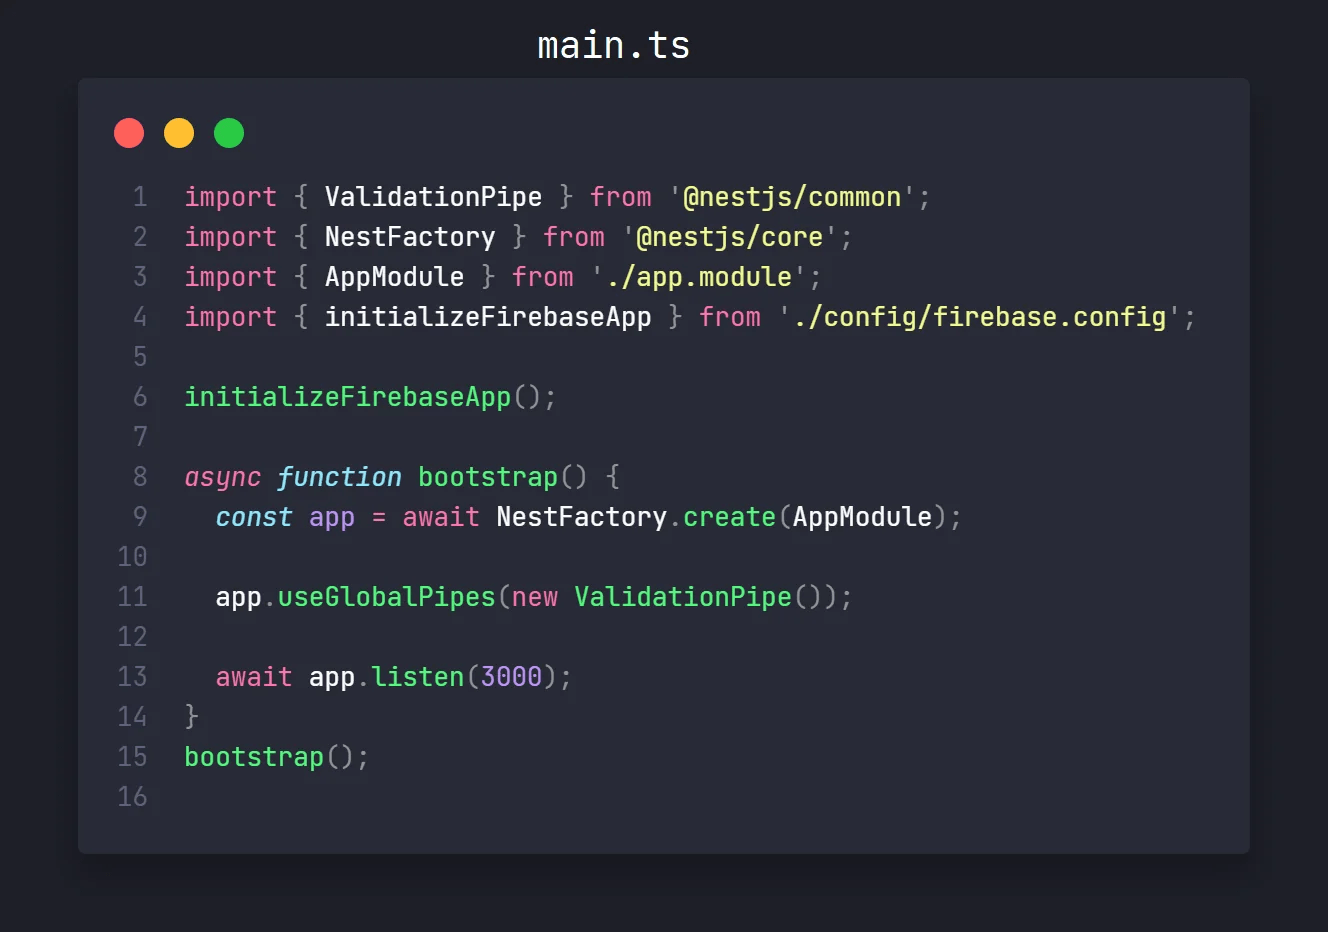 main.ts
1 import { ValidationPipe } from '@nestjs/common';
2 import { NestFactory } from '@nestjs/core';
3 import { AppModule } from './app.module';
4 import { initializeFirebaseApp } from './config/firebase.config';
5
6 initializeFirebaseApp();
7
8 async function bootstrap() {
9   const app = await NestFactory.create(AppModule);
10
11   app.useGlobalPipes(new ValidationPipe());
12
13   await app.listen(3000);
14 }
15 bootstrap();
16